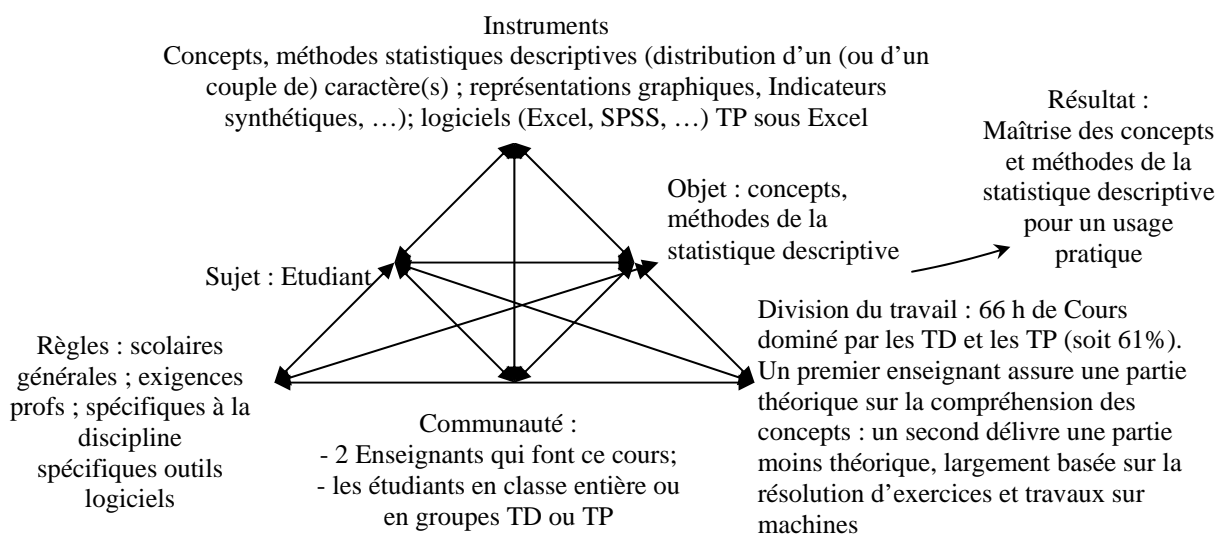 Instruments
Concepts, méthodes statistiques descriptives (distribution d’un (ou d’un
couple de) caractère(s) ; représentations graphiques, Indicateurs
synthétiques, …); logiciels (Excel, SPSS, …) TP sous Excel
Résultat :
Maîtrise des concepts
et méthodes de la
statistique descriptive
pour un usage
pratique
Objet : concepts,
méthodes de la
statistique descriptive
Sujet : Etudiant
Règles : scolaires
générales ; exigences
profs ; spécifiques à la
discipline
spécifiques outils
logiciels
Communauté :
- 2 Enseignants qui font ce cours;
- les étudiants en classe entière ou
en groupes TD ou TP
Division du travail : 66 h de Cours
dominé par les TD et les TP (soit 61%).
Un premier enseignant assure une partie
théorique sur la compréhension des
concepts : un second délivre une partie
moins théorique, largement basée sur la
résolution d’exercices et travaux sur
machines